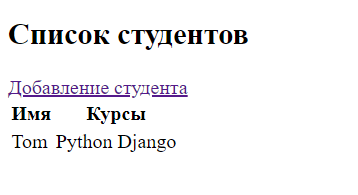 Список студентов
Добавление студента
Имя Курсы
Tom Python Django